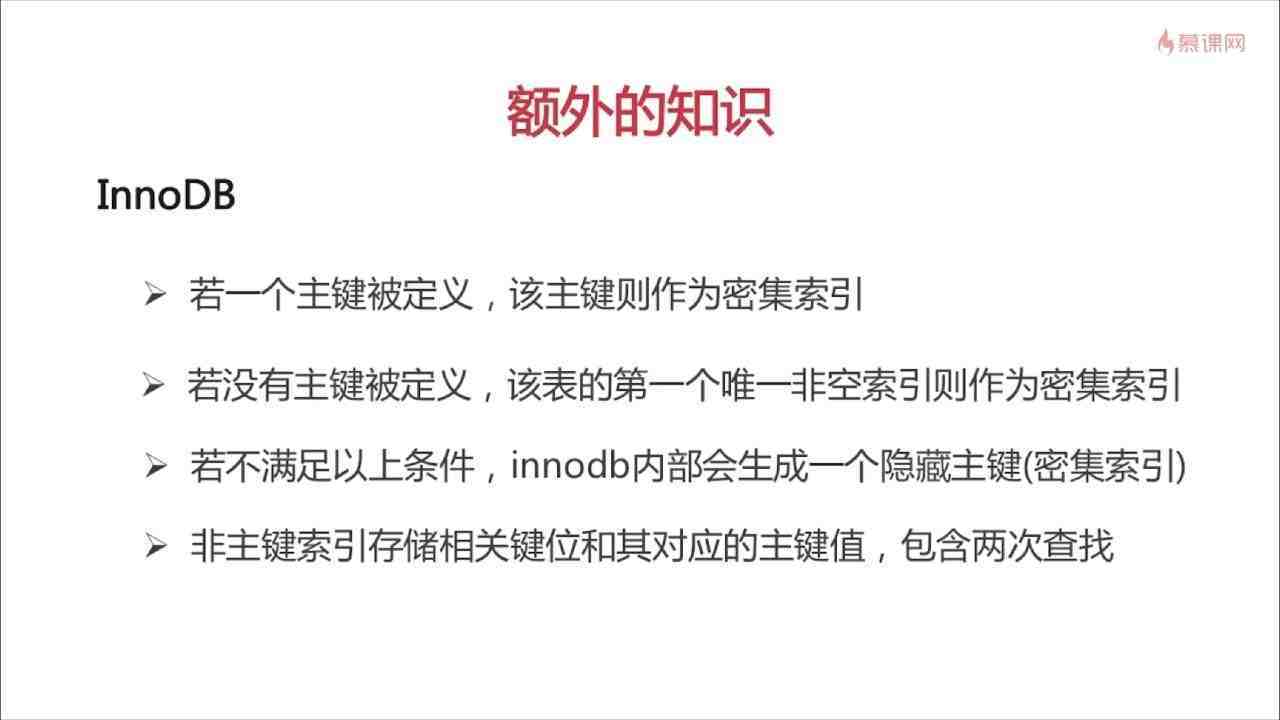 慕课网
额外的知识
InnoDB
若一个主键被定义，该主键则作为密集索引
若没有主键被定义，该表的第一个唯一非空索引则作为密集索引
若不满足以上条件，innodb内部会生成一个隐藏主键(密集索引)
非主键索引存储相关键位和其对应的主键值，包含两次查找